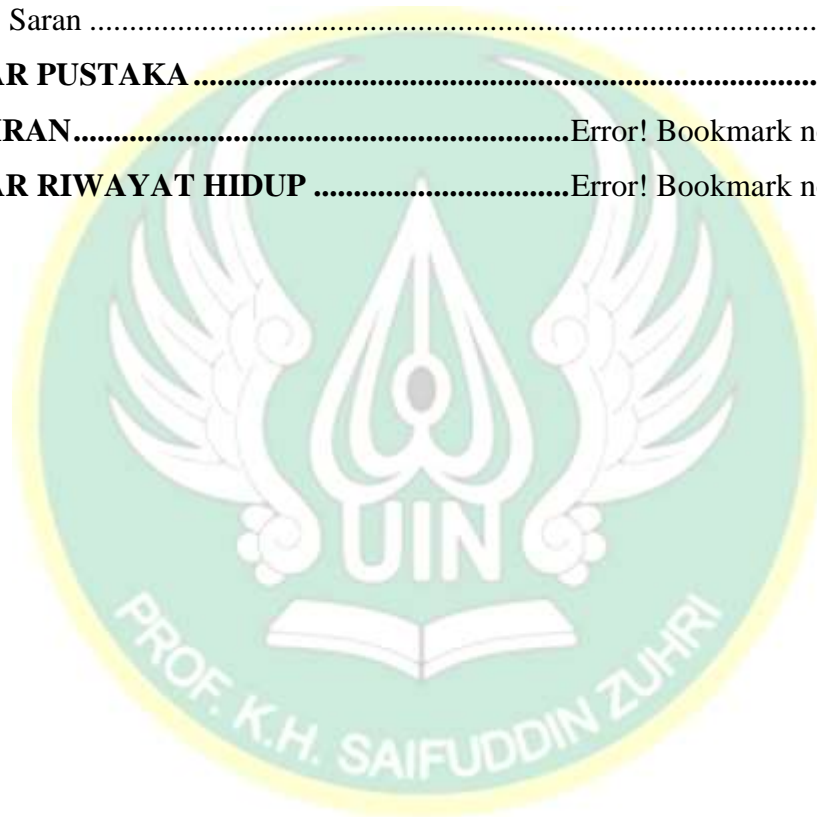 Saran ..........................................................................................
AR PUSTAKA..............................................................................
IRAN.............................................................Error! Bookmark n
AR RIWAYAT HIDUP ................................Error! Bookmark n
UIN
PROF. K.H. SAIFUDDIN ZUHRI